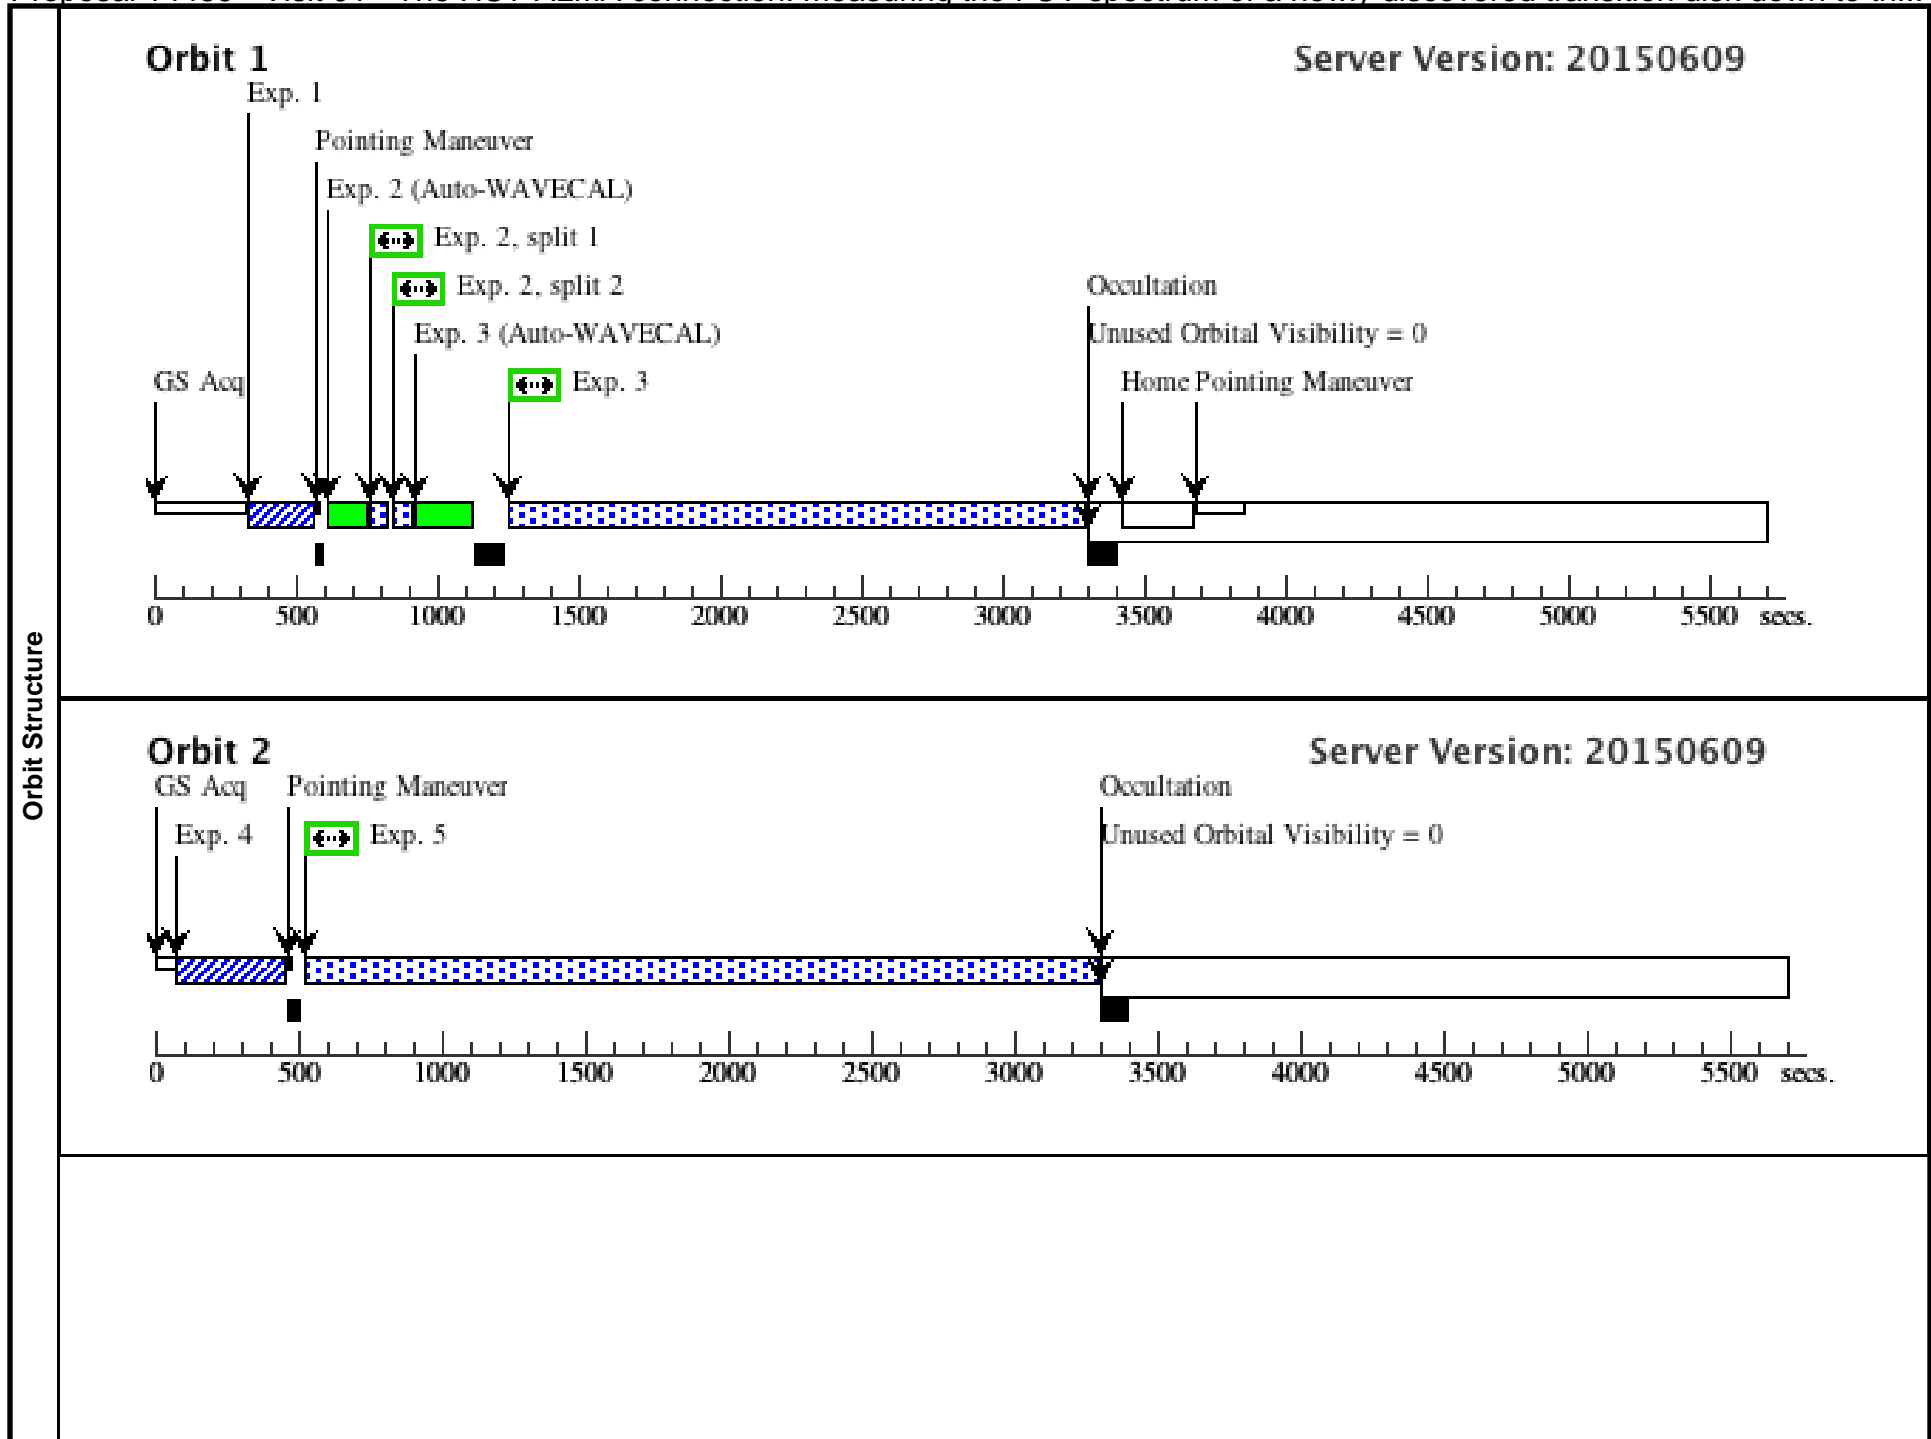 Orbit Structure
Orbit 1
Server Version: 20150609
Exp. 1
Pointing Maneuver
Exp. 2 (Auto-WAVECAL)
Exp. 2, split 1
Exp. 2, split 2
Occultation
Exp. 3 (Auto-WAVECAL)
Unused Orbital Visibility = 0
GS Acq
Exp. 3
Home
Pointing Maneuver
0 500 1000 1500 2000 2500 3000 3500 4000 4500 5000 5500 secs.
Orbit 2
Server Version: 20150609
GS Acq
Pointing Maneuver
Occultation
Exp. 4
Exp. 5
Unused Orbital Visibility = 0
0 500 1000 1500 2000 2500 3000 3500 4000 4500 5000 5500 secs.